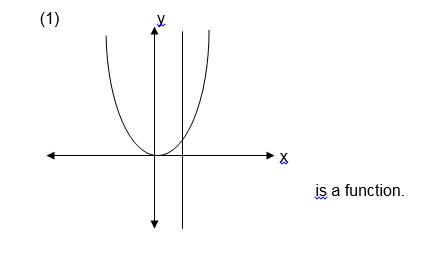 (1)
y
x
is a function.